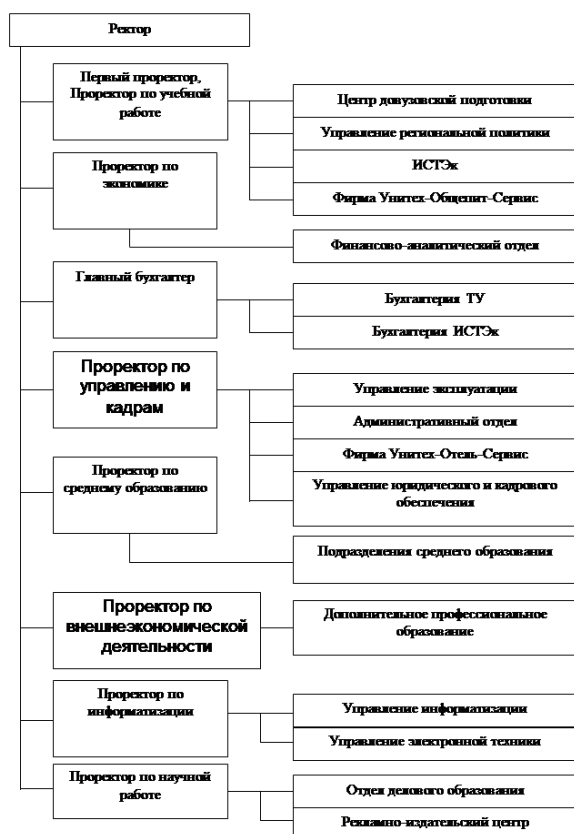 Ректор
Первый проректор,
Проректор по учебной
работе
Центр довузовской подготовки
Управление региональной политики
ИСТЭк
Фирма Унитех-Общепит-Сервис
Проректор по
экономике
Финансово-аналитический отдел
Главный бухгалтер
Бухгалтерия ТУ
Бухгалтерия ИСТЭк
Проректор по
управлению и
кадрам
Управление эксплуатации
Административный отдел
Фирма Унитех-Отель-Сервис
Управление юридического и кадрового
обеспечения
Проректор по
среднему образованию
Подразделения среднего образования
Проректор по
внешнеэкономической
деятельности
Дополнительное профессиональное
образование
Проректор по
информатизации
Управление информатизации
Управление электронной техники
Проректор по научной
работе
Отдел делового образования
Рекламно-издательский центр